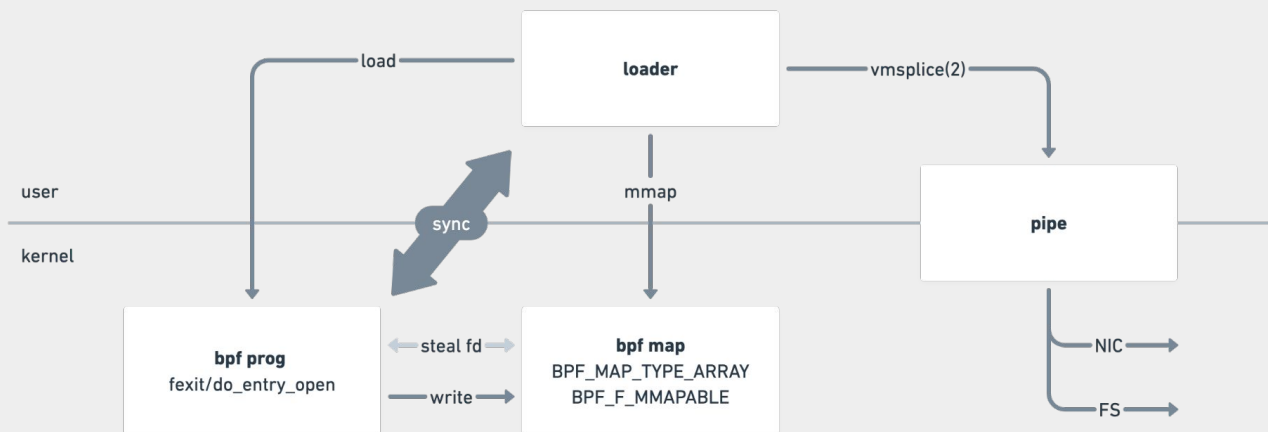 load
loader
vmsplice(2)
user
mmap
sync
pipe
kernel
bpf prog
fexit/do_entry_open
steal fd
write
bpf map
BPF_MAP_TYPE_ARRAY
BPF_F_MMAPABLE
NIC
FS